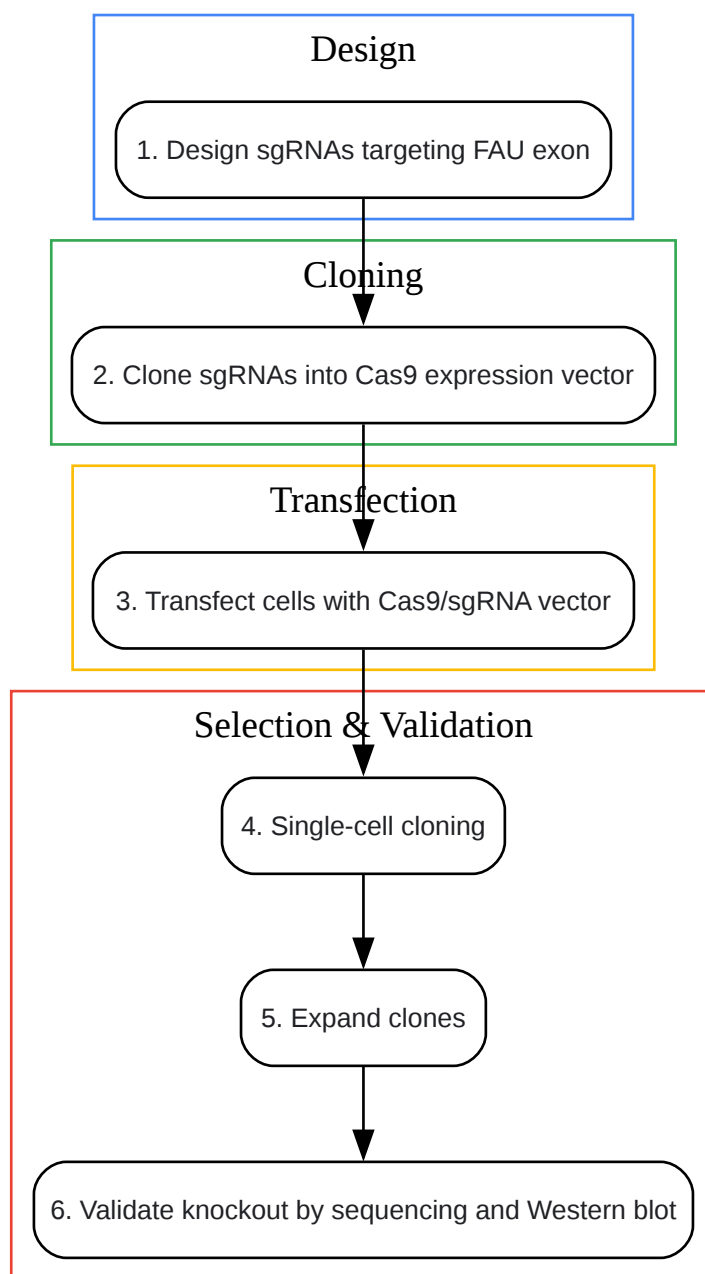 Design
1. Design sgRNAs targeting FAU exon
Cloning
2. Clone sgRNAs into Cas9 expression vector
Transfection
3. Transfect cells with Cas9/sgRNA vector
Selection & Validation
4. Single-cell cloning
5. Expand clones
6. Validate knockout by sequencing and Western blot